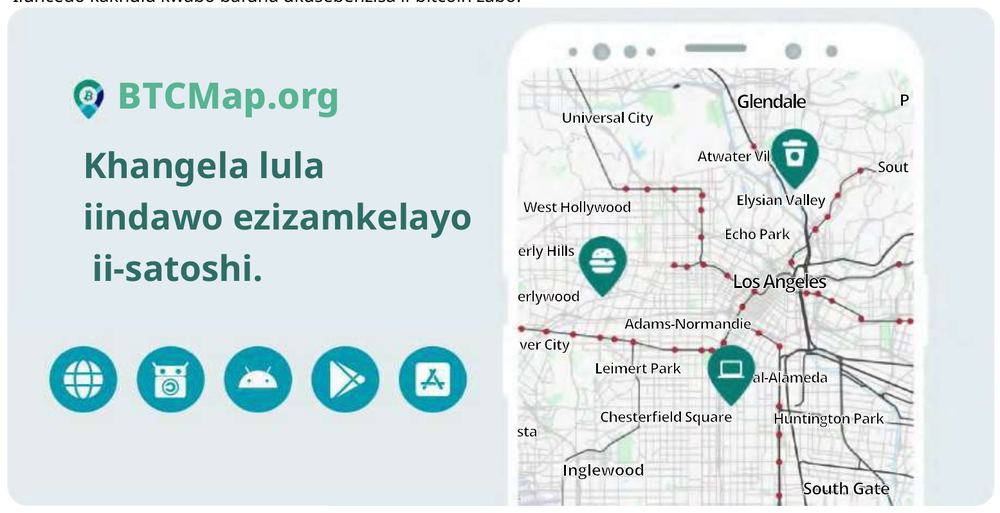 BTCMap.org
Khangela lula
iindawo ezizamkelayo
ii-satoshi.
Glendale
P
Universal City
Atwater Vil
Sout
Elysian Valley
West Hollywood
Echo Park
erly Hills
Los Angeles
erlywood
Adams-Normandie
ver City
Leimert Park
al-Alameda
Chesterfield Square
Huntington Park
sta
Inglewood
South Gate